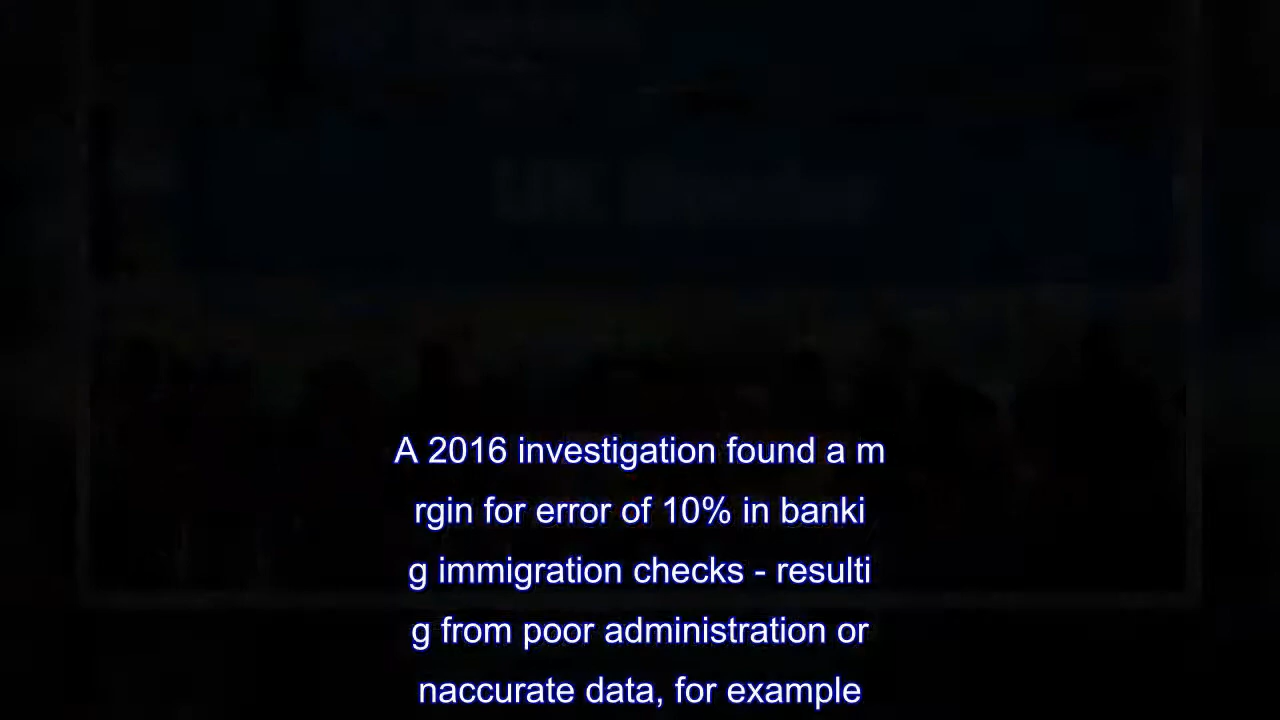 A 2016 investigation found a m
rgin for error of 10% in banki
g immigration checks - resulti
g from poor administration or
naccurate data, for example